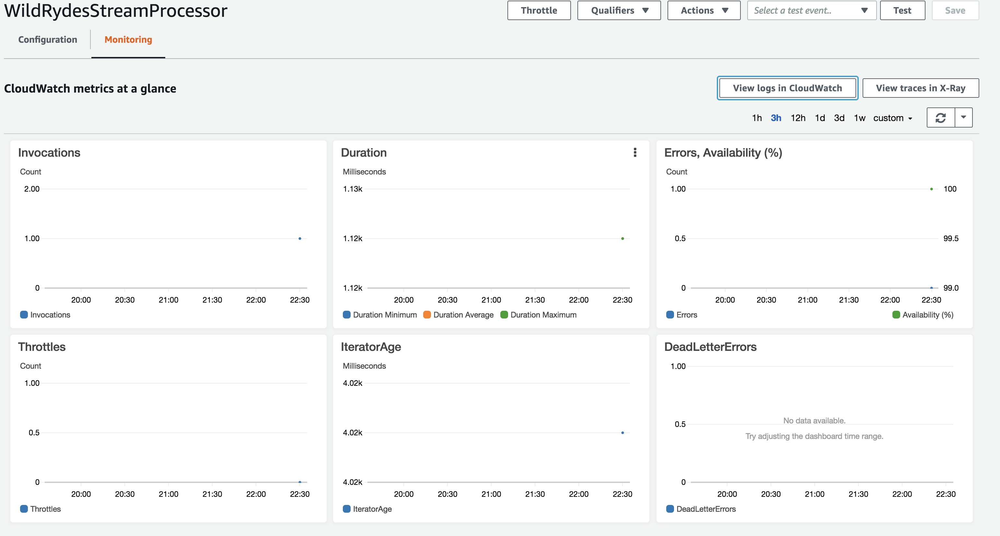 WildRydesStreamProcessor
Throttle Qualifiers Actions Select a test event.. Test Save
Configuration Monitoring
CloudWatch metrics at a glance
View logs in CloudWatch View traces in X-Ray
1h 3h 12h 1d 3d 1w custom
Invocations
Count
2.00
1.00
0
20:00 20:30 21:00 21:30 22:00 22:30
Invocations
Duration
Milliseconds
1.13k
1.12k
1.12k
20:00 20:30 21:00 21:30 22:00 22:30
Duration Minimum Duration Average Duration Maximum
Errors, Availability (%)
Count
1.00 100
0.5 99.5
0 99.0
20:00 20:30 21:00 21:30 22:00 22:30
Errors Availability (%)
Throttles
Count
1.00
0.5
0
20:00 20:30 21:00 21:30 22:00 22:30
Throttles
IteratorAge
Milliseconds
4.02k
4.02k
4.02k
20:00 20:30 21:00 21:30 22:00 22:30
IteratorAge
DeadLetterErrors
1.00
No data available.
0.5
Try adjusting the dashboard time range.
0
20:00 20:30 21:00 21:30 22:00 22:30
DeadLetterErrors